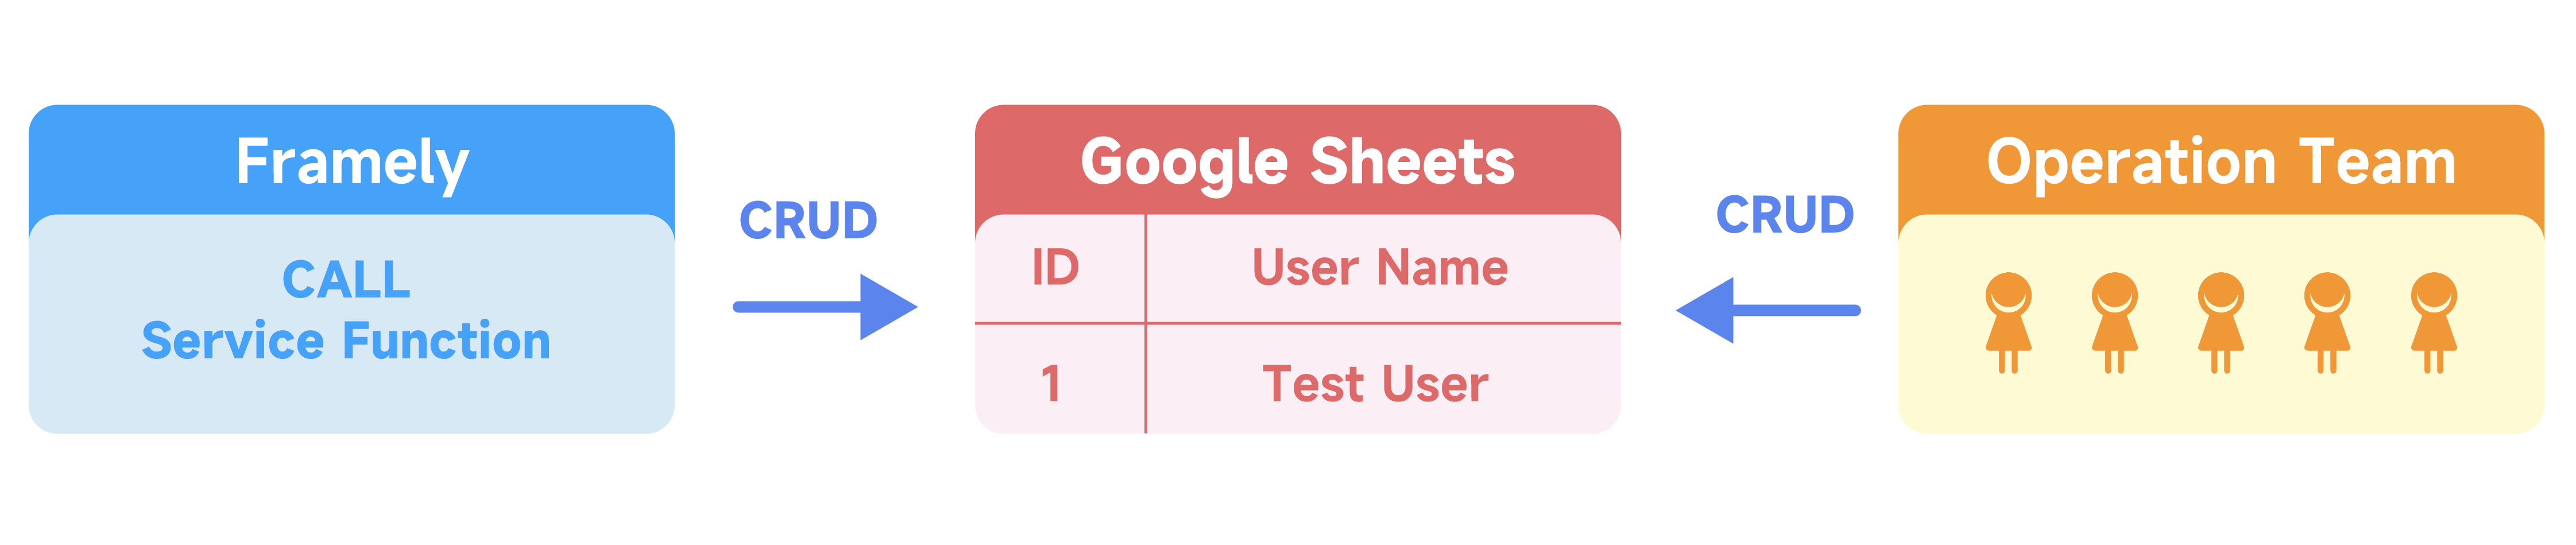 Framely
CALL
Service Function
CRUD
Google Sheets
ID
User Name
1
Test User
CRUD
Operation Team